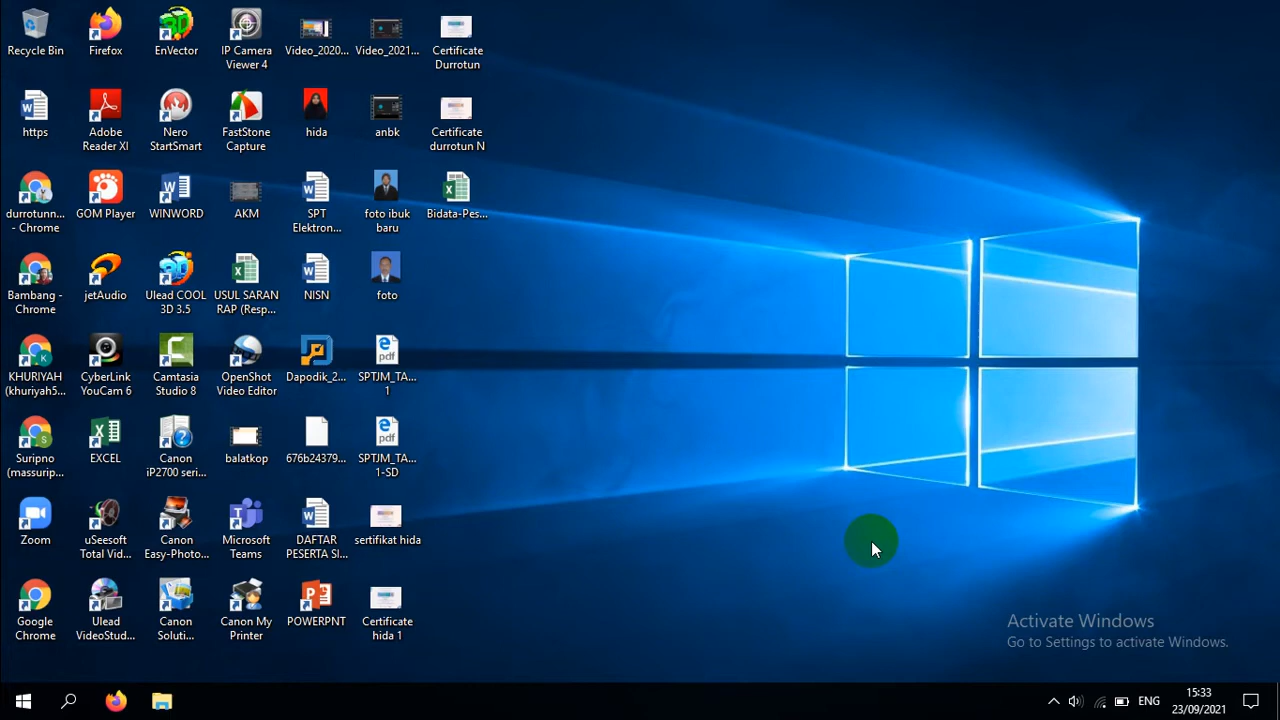 Recycle Bin
Firefox
EnVector
IP Camera
Viewer 4
Video_2020...
Video_2021...
Certificate
Durrotun
https
Adobe
Reader XI
Nero
StartSmart
FastStone
Capture
hida
anbk
Certificate
durrotun N
durrotunn...
- Chrome
GOM Player
WINWORD
AKM
SPT
Elektron...
foto ibuk
baru
Bidata-Pes...
Bambang -
Chrome
jetAudio
Ulead COOL
3D 3.5
USUL SARAN
RAP (Resp...
NISN
foto
KHURIYAH
(khuriyah5...
CyberLink
YouCam 6
Camtasia
Studio 8
OpenShot
Video Editor
Dapodik_2...
SPTJM_TA...
1
Suripno
(massurip...
EXCEL
Canon
iP2700 seri...
balatkop
676b24379...
SPTJM_TA...
1-SD
Zoom
uSeesoft
Total Vid...
Canon
Easy-Photo...
Microsoft
Teams
DAFTAR
PESERTA SI...
sertifikat hida
Google
Chrome
Ulead
VideoStud...
Canon
Soluti...
Canon My
Printer
POWERPNT
Certificate
hida 1
Activate Windows
Go to Settings to activate Windows.
ENG
15:33
23/09/2021